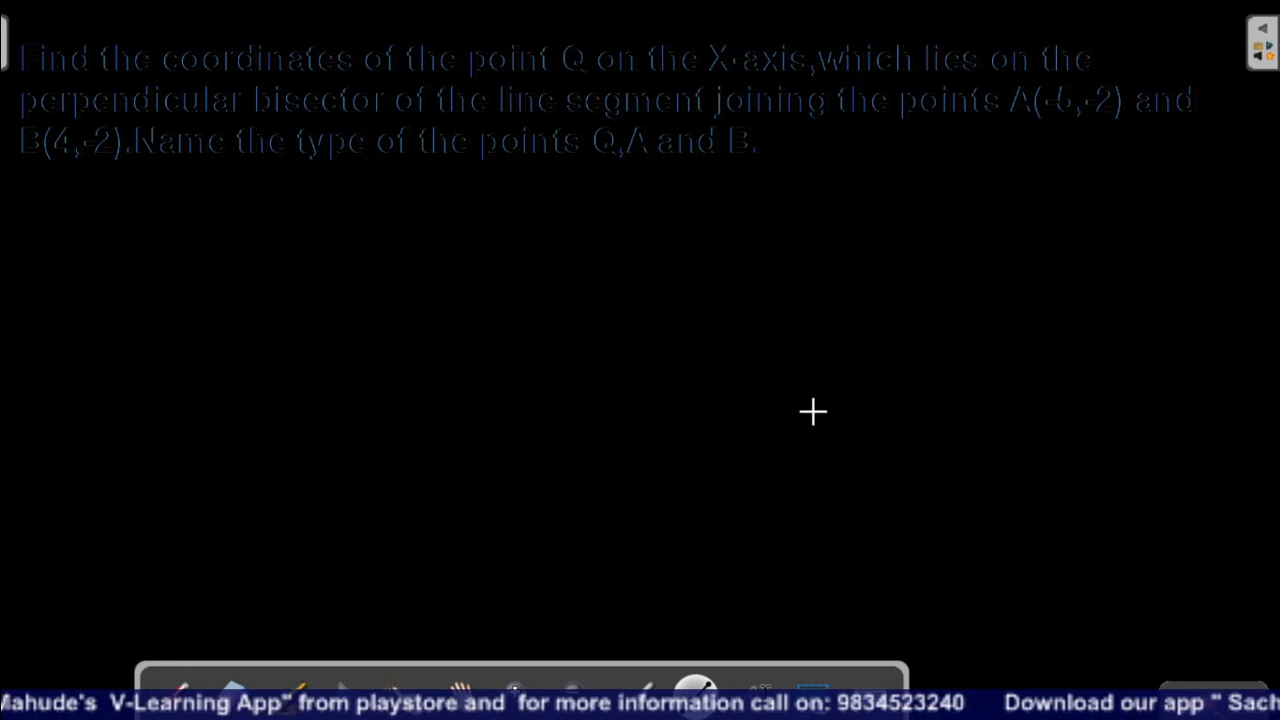 Find the coordinates of the point Q on the X-axis,which lies on the
perpendicular bisector of the line segment joining the points A(-5,-2) and
B(4,-2).Name the type of the points Q,A and B.
Mahude's V-Learning App" from playstore and for more information call on: 9834523240 Download our app " Sach